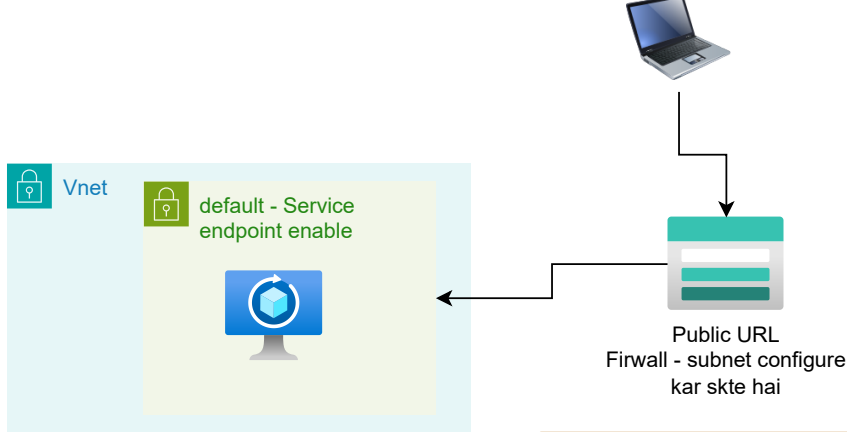 Vnet
default - Service
endpoint enable
Public URL
Firwall - subnet configure
kar skte hai